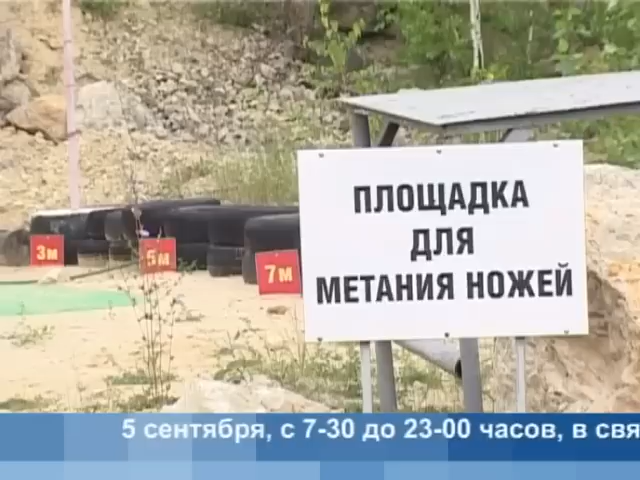 ПЛОЩАДКА
ДЛЯ
МЕТАНИЯ НОЖЕЙ
3м
5м
7м
5 сентября, с 7-30 до 23-00 часов, в свя